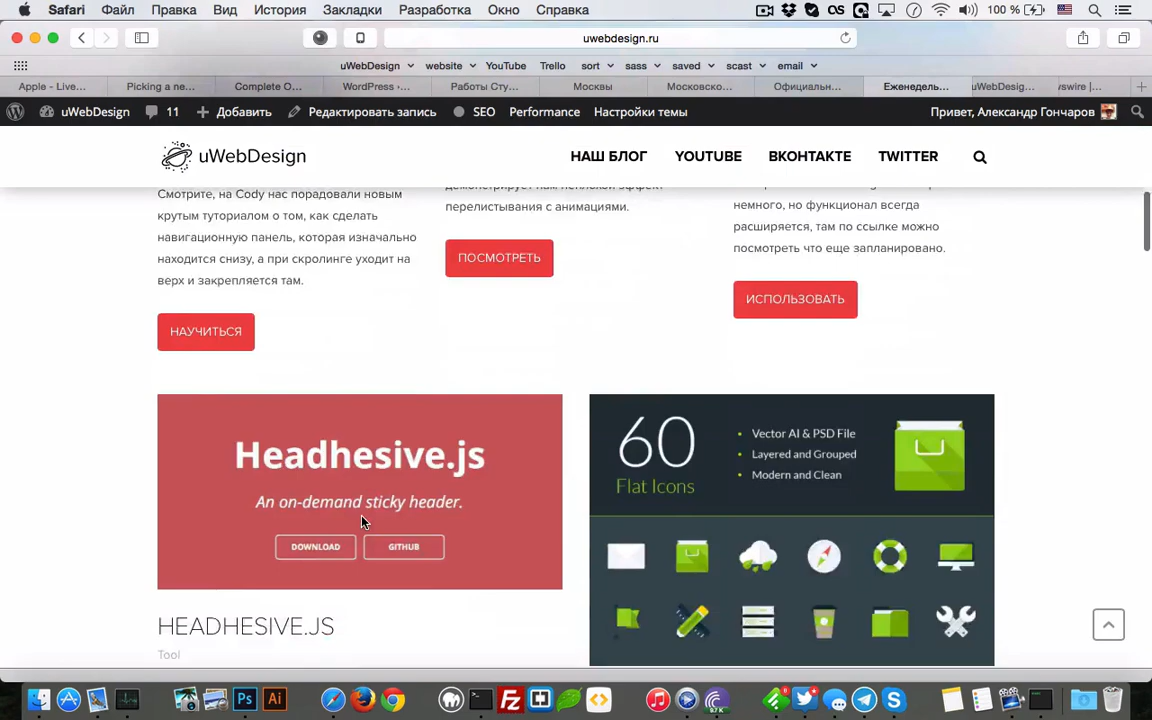 Safari Файл Правка Вид История Закладки Разработка Окно Справка 100 %
uwebdesign.ru
uWebDesign website YouTube Trello sort sass saved scast email
Apple - Live... Picking a ne... Complete O... WordPress ›... Работы Сту... Москвы Московско... Официальн... Еженедель... uWebDesig... wswire |...
uWebDesign 11 Добавить Редактировать запись SEO Performance Настройки темы Привет, Александр Гончаров
uWebDesign НАШ БЛОГ YOUTUBE ВКОНТАКТЕ TWITTER
Смотрите, на Cody нас порадовали новым
крутым туториалом о том, как сделать
навигационную панель, которая изначально
находится снизу, а при скролинге уходит на
верх и закрепляется там.
НАУЧИТЬСЯ
перелистывания с анимациями.
ПОСМОТРЕТЬ
немного, но функционал всегда
расширяется, там по ссылке можно
посмотреть что еще запланировано.
ИСПОЛЬЗОВАТЬ
Headhesive.js
An on-demand sticky header.
DOWNLOAD GITHUB
HEADHESIVE.JS
Tool
60
Flat Icons
Vector AI & PSD File
Layered and Grouped
Modern and Clean
Ps Ai